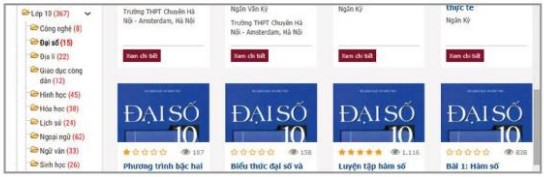 Lớp 10 (367)
Công nghệ (8)
Đại số (15)
Địa lí (22)
Giáo dục công
dân (12)
Hình học (45)
Hóa học (38)
Lịch sử (24)
Ngoại ngữ (62)
Ngữ văn (33)
Sinh học (26)
Trường THPT Chuyên Hà
Nội - Amsterdam, Hà Nội
Xem chi tiết
Ngân Văn Kỳ
Trường THPT Chuyên Hà
Nội - Amsterdam, Hà Nội
Xem chi tiết
Ngân Kỳ
Xem chi tiết
thực tế
Ngân Kỳ
Xem chi tiết
ĐẠI SỐ
10
187
Phương trình bậc hai
ĐẠI SỐ
10
158
Biểu thức đại số và
ĐẠI SỐ
10
1.116
Luyện tập hàm số
ĐẠI SỐ
10
836
Bài 1: Hàm số